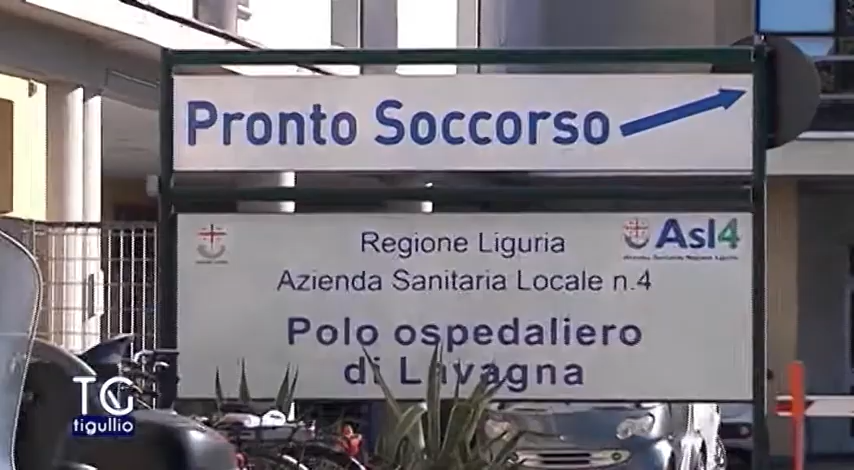 Pronto Soccorso
Regione Liguria
Asl4
Azienda Sanitaria Locale n.4
Polo ospedaliero
di Lavagna
TG
tigullio